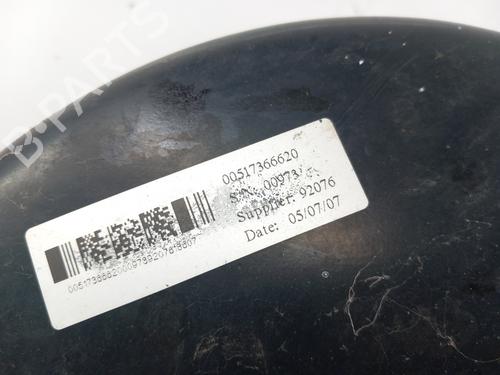 B-PARTS
00517366620
S/N: 00973
Supplier: 92076
Date: 05/07/07